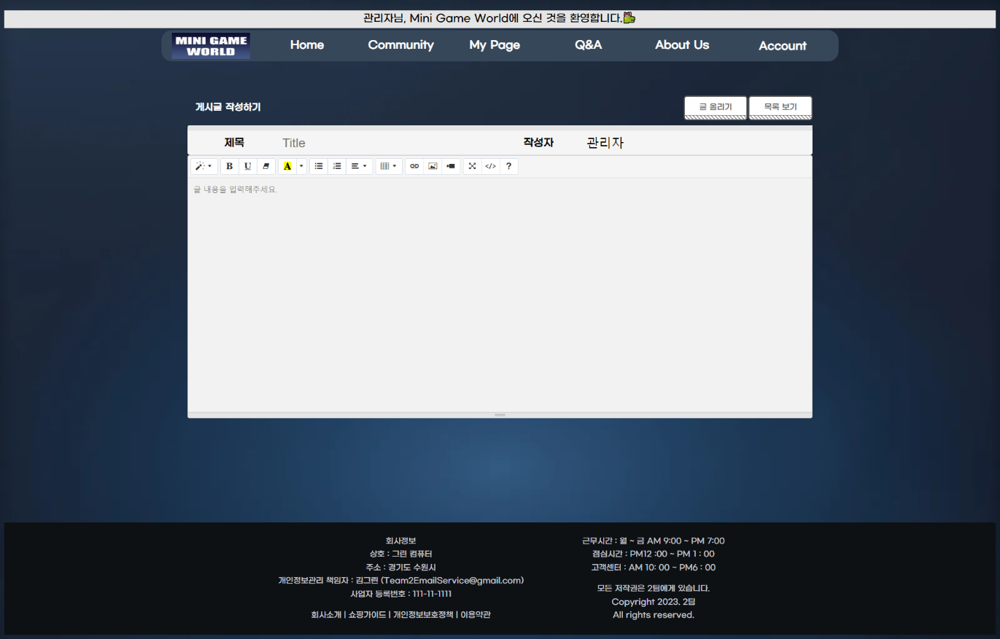 관리자님, Mini Game World에 오신 것을 환영합니다.
MINI GAME
WORLD
Home
Community
My Page
Q&A
About Us
Account
게시글 작성하기
글 올리기
목록 보기
제목
Title
작성자
관리자
B
U
A
</>
?
글 내용을 입력해주세요.
회사정보
상호 : 그린 컴퓨터
주소 : 경기도 수원시
개인정보관리 책임자 : 김그린 (Team2EmailService@gmail.com)
사업자 등록번호 : 111-11-1111
회사소개 | 쇼핑가이드 | 개인정보보호정책 | 이용약관
근무시간 : 월 ~ 금 AM 9:00 ~ PM 7:00
점심시간 : PM12 :00 ~ PM 1 : 00
고객센터 : AM 10: 00 ~ PM6 : 00
모든 저작권은 2팀에게 있습니다.
Copyright 2023. 2팀
All rights reserved.